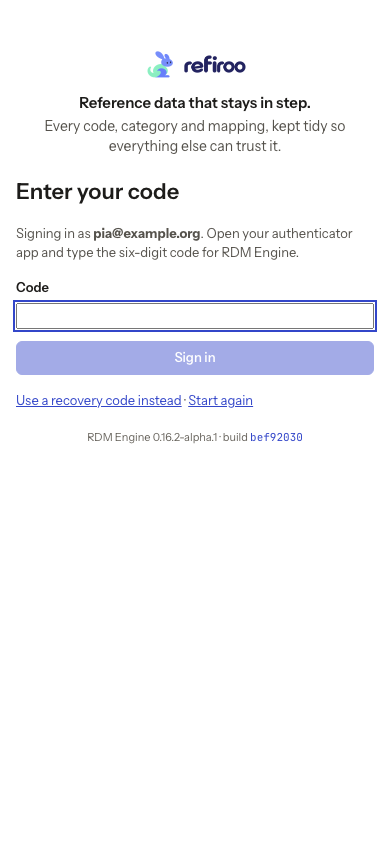 refiroo
Reference data that stays in step.
Every code, category and mapping, kept tidy so
everything else can trust it.
Enter your code
Signing in as pia@example.org. Open your authenticator
app and type the six-digit code for RDM Engine.
Code
Sign in
Use a recovery code instead · Start again
RDM Engine 0.16.2-alpha.1 · build bef92030